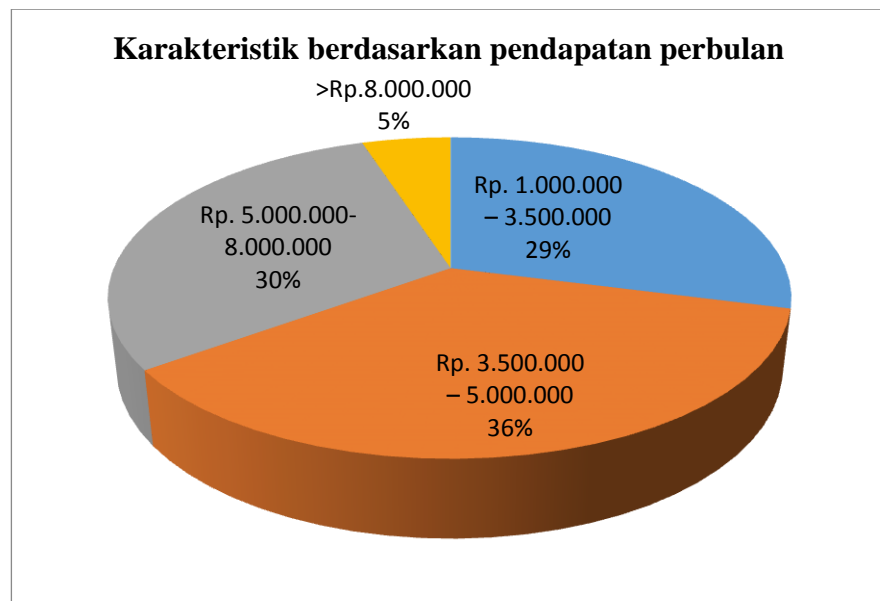 Karakteristik berdasarkan pendapatan perbulan
>Rp.8.000.000
5%
Rp. 1.000.000
– 3.500.000
29%
Rp. 5.000.000-
8.000.000
30%
Rp. 3.500.000
– 5.000.000
36%